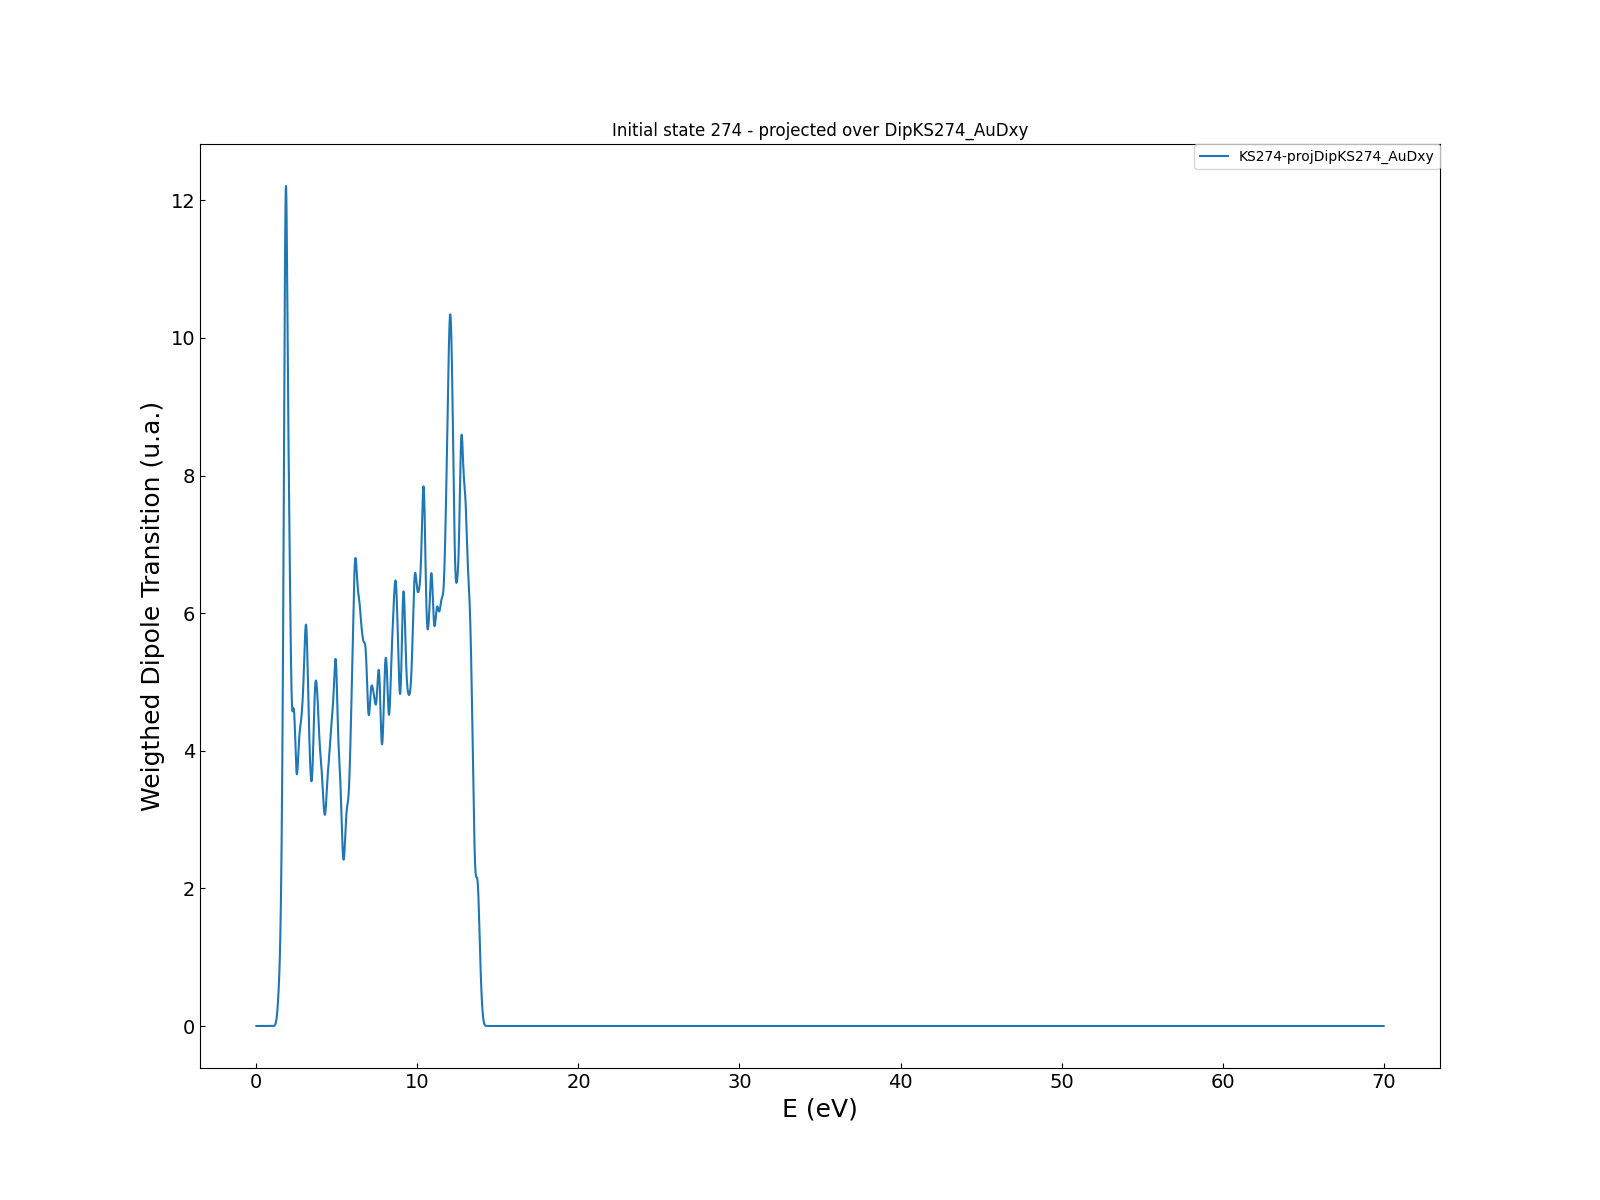 Initial state 274 - projected over DipKS274_AuDxy
KS274-projDipKS274_AuDxy
12
10
8
6
4
2
0
Weigthed Dipole Transition (u.a.)
0 10 20 30 40 50 60 70
E (eV)